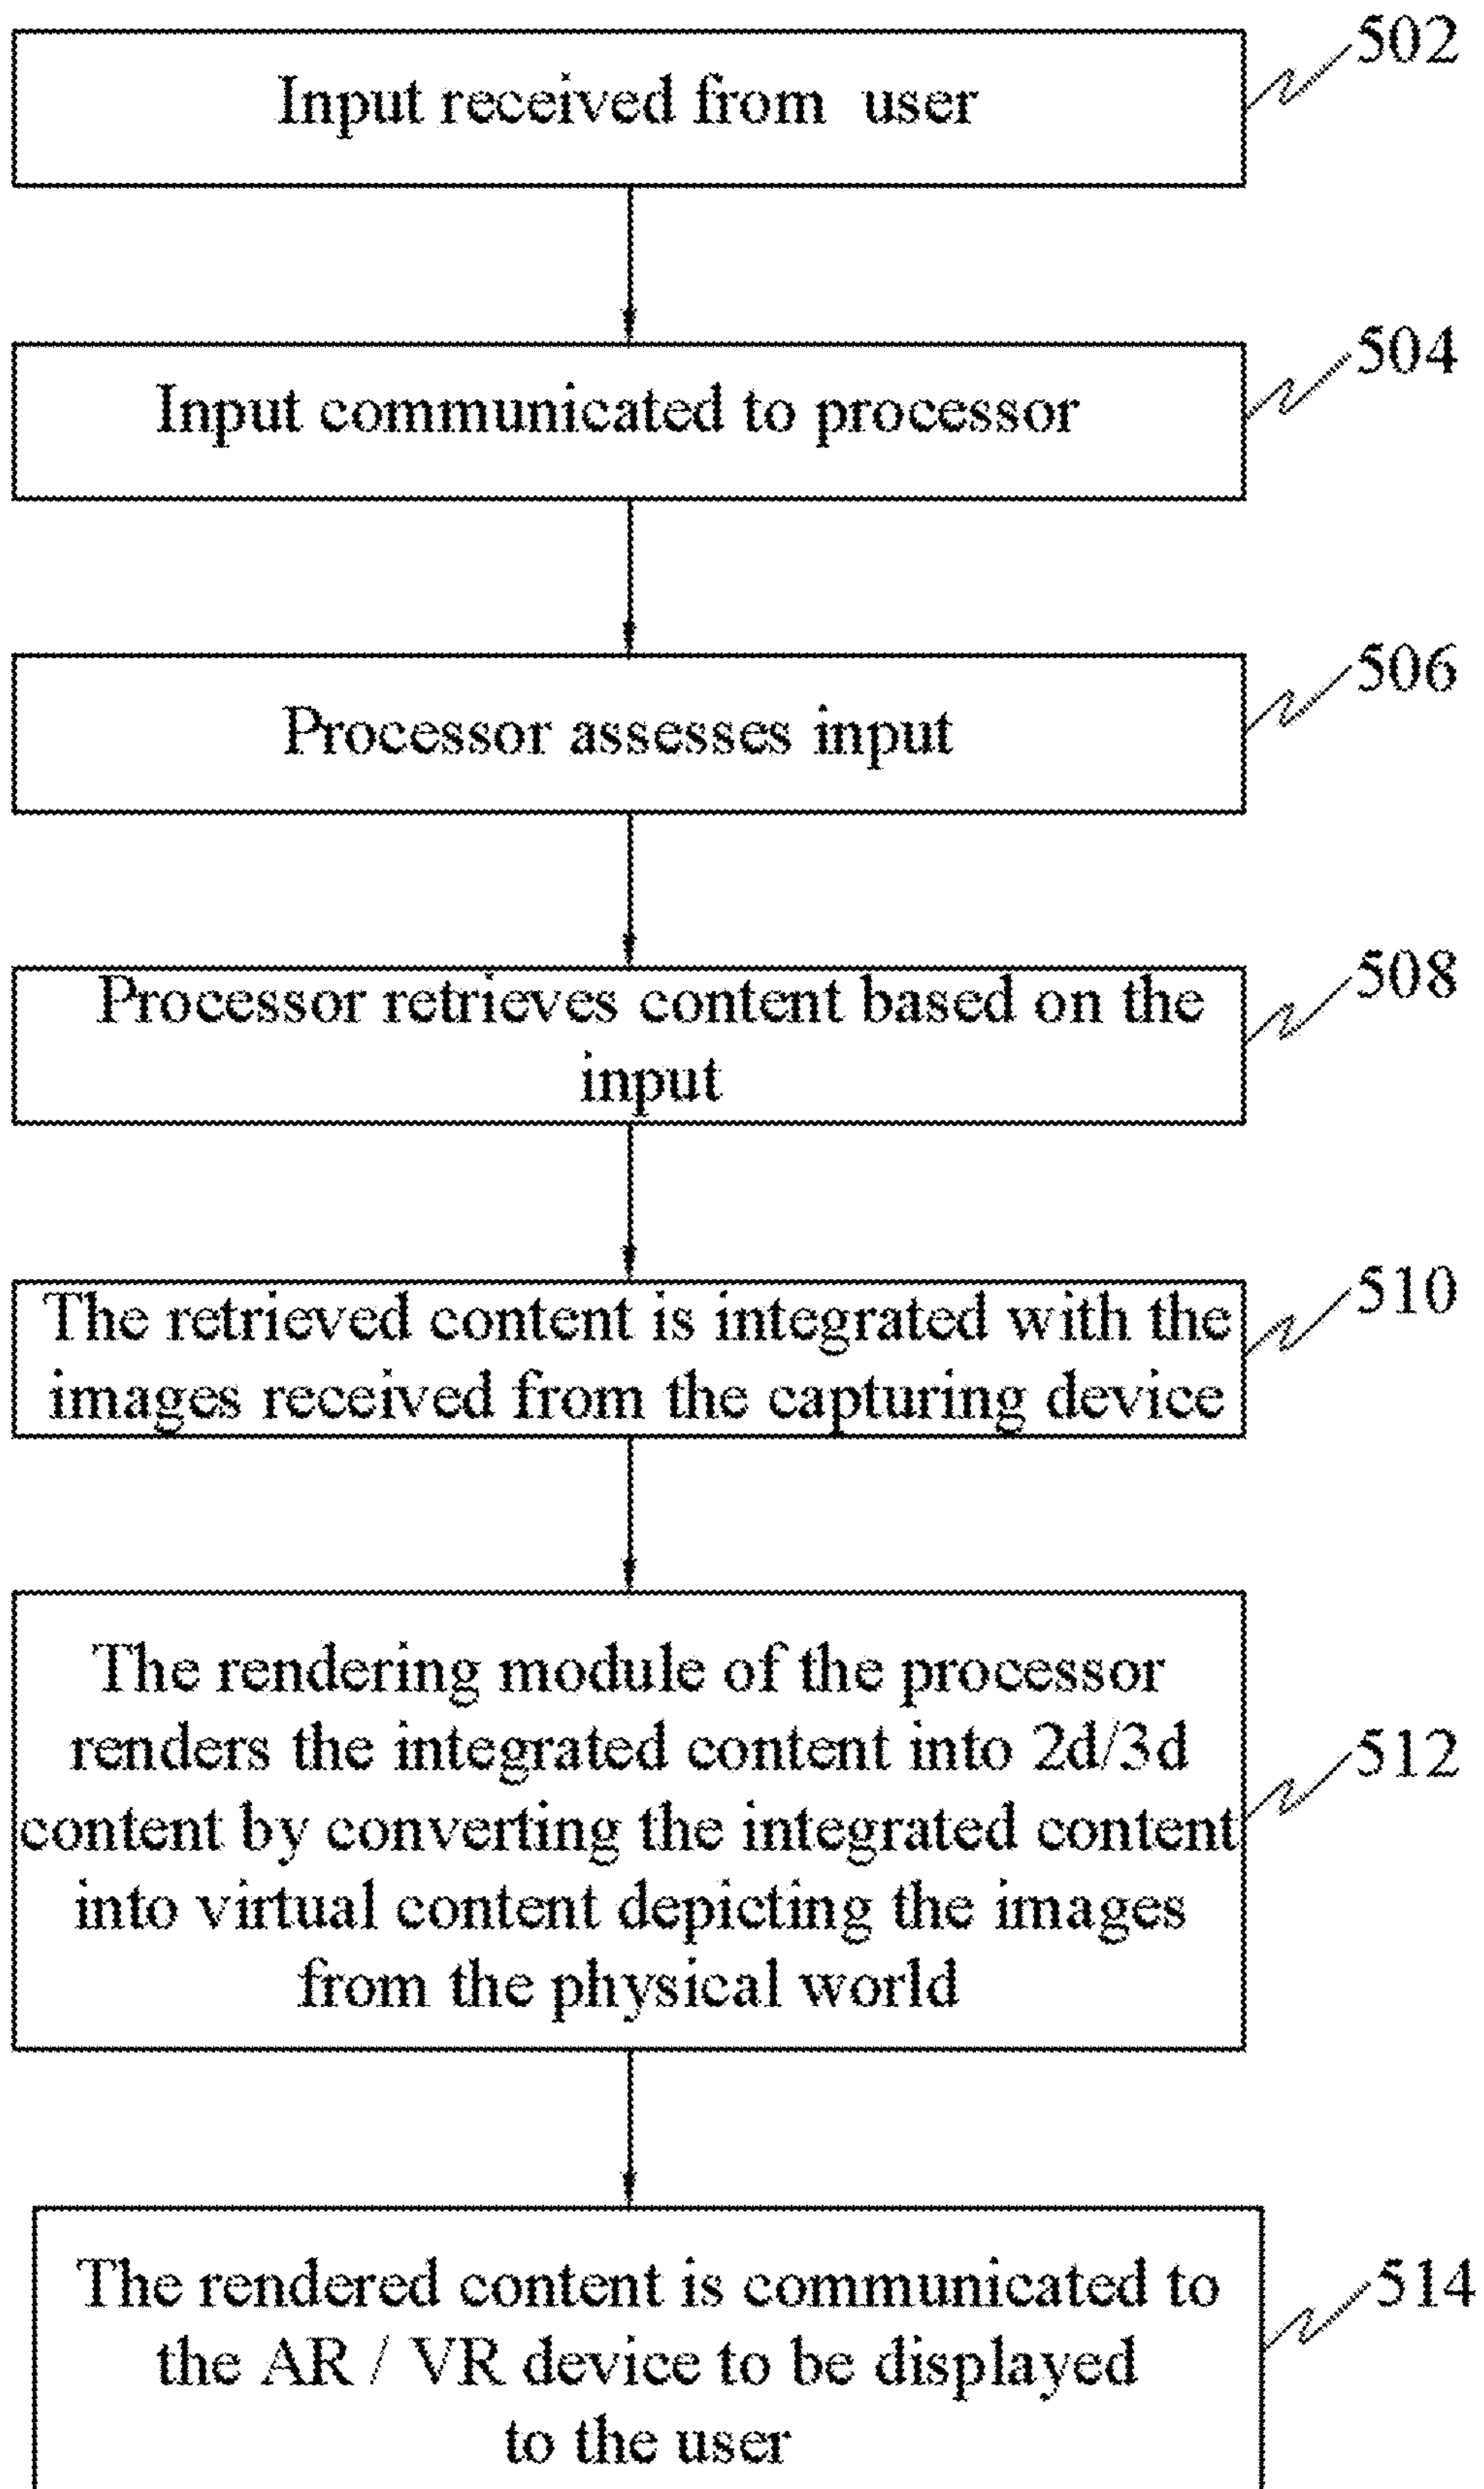 502
Input received from user
504
Input communicated to processor
506
Processor assesses input
508
Processor retrieves content based on the
input
510
The retrieved content is integrated with the
images received from the capturing device
The rendering module of the processor
renders the integrated content into 2d/3d
512
content by converting the integrated content
into virtual content depicting the images
from the physical world
514
The rendered content is communicated to
the AR / VR device to be displayed
to the user